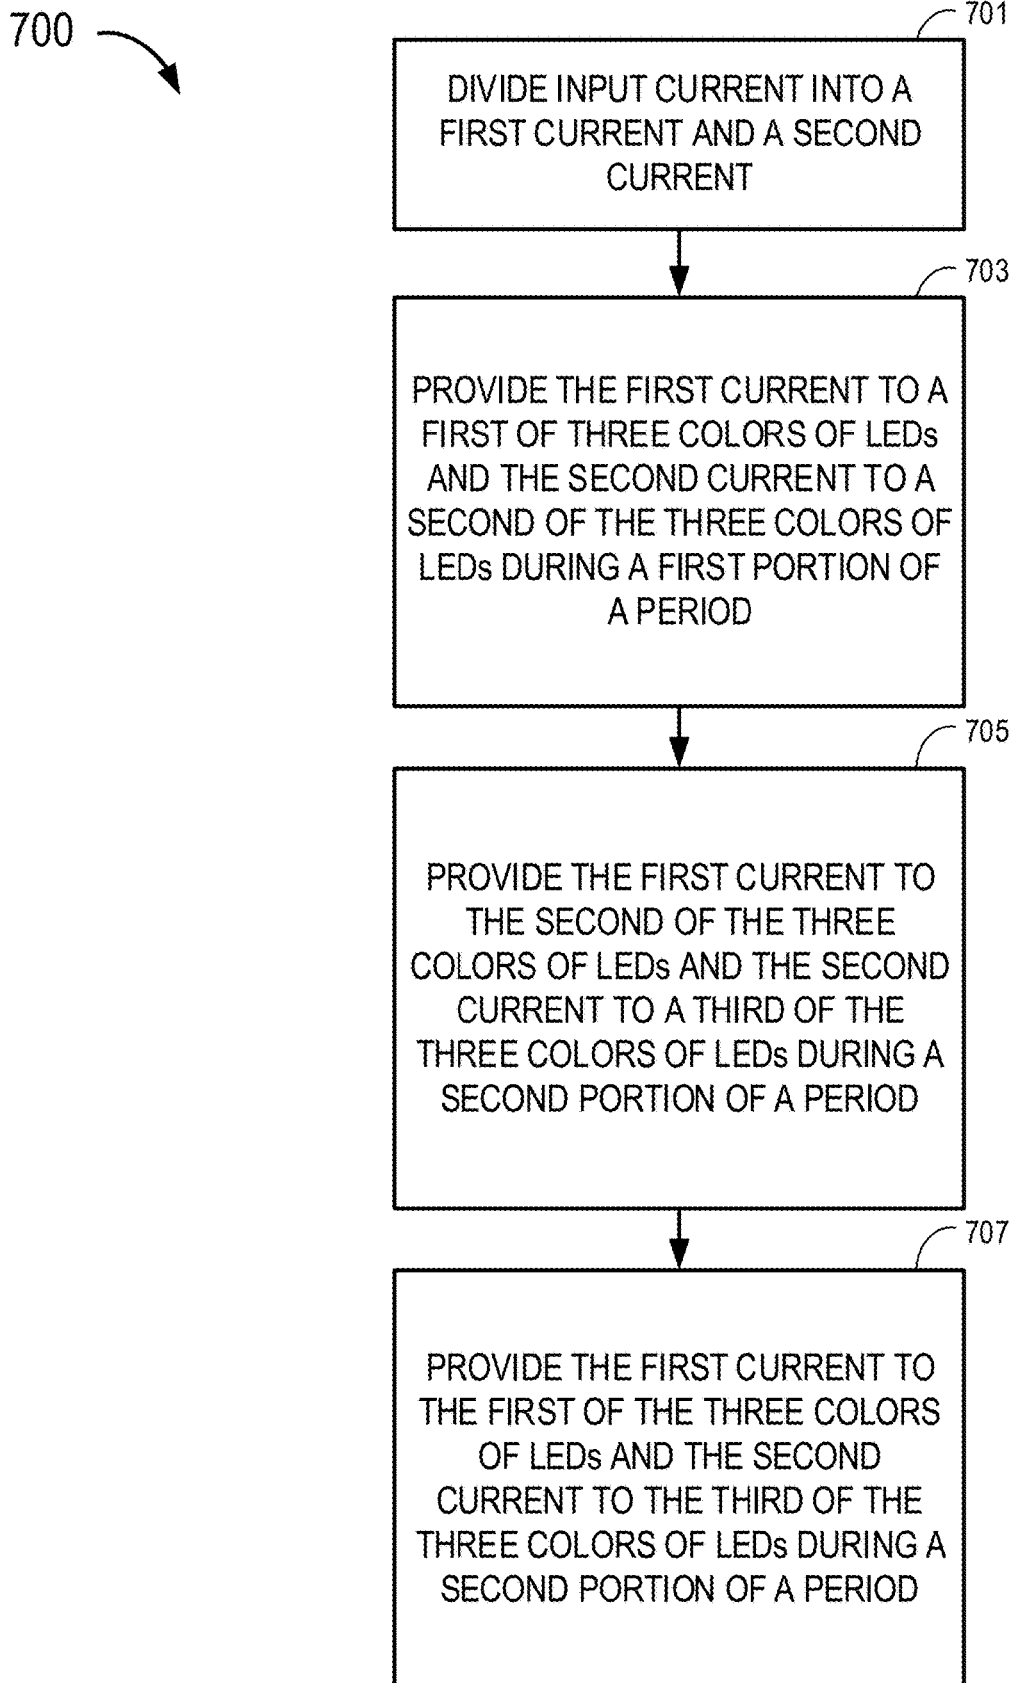 700
701
DIVIDE INPUT CURRENT INTO A
FIRST CURRENT AND A SECOND
CURRENT
703
PROVIDE THE FIRST CURRENT TO A
FIRST OF THREE COLORS OF LEDs
AND THE SECOND CURRENT TO A
SECOND OF THE THREE COLORS OF
LEDs DURING A FIRST PORTION OF
A PERIOD
705
PROVIDE THE FIRST CURRENT TO
THE SECOND OF THE THREE
COLORS OF LEDs AND THE SECOND
CURRENT TO A THIRD OF THE
THREE COLORS OF LEDs DURING A
SECOND PORTION OF A PERIOD
707
PROVIDE THE FIRST CURRENT TO
THE FIRST OF THE THREE COLORS
OF LEDs AND THE SECOND
CURRENT TO THE THIRD OF THE
THREE COLORS OF LEDs DURING A
SECOND PORTION OF A PERIOD